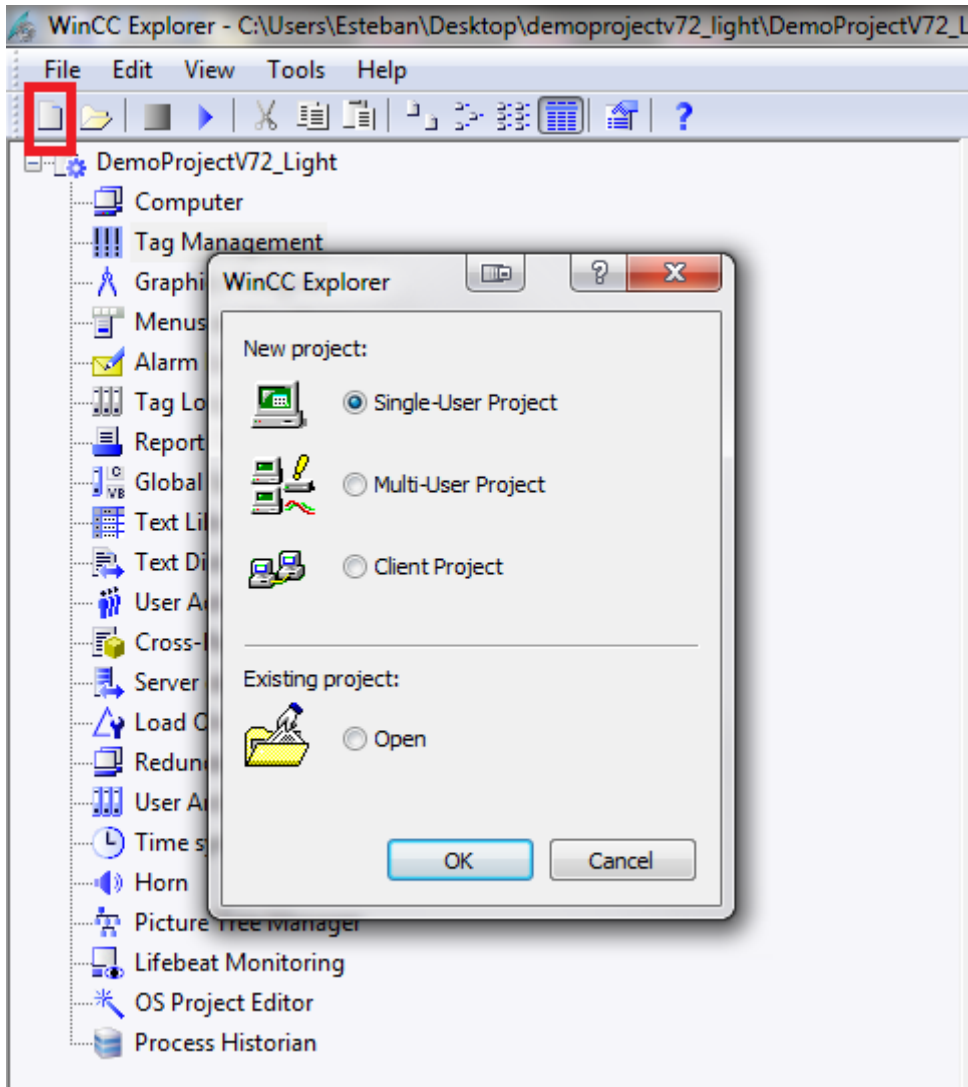 WinCC Explorer - C:\Users\Esteban\Desktop\demoprojectv72_light\DemoProjectV72_L
File Edit View Tools Help
?
DemoProjectV72_Light
Computer
Tag Management
Graphi
Menus
Alarm
Tag Lo
Report
C
VB
Global
Text Lib
Text Di
User A
Cross-
Server
Load O
Redun
User A
Time s
Horn
Picture Tree Manager
Lifebeat Monitoring
OS Project Editor
Process Historian
WinCC Explorer
?
New project:
Single-User Project
Multi-User Project
Client Project
Existing project:
Open
OK Cancel